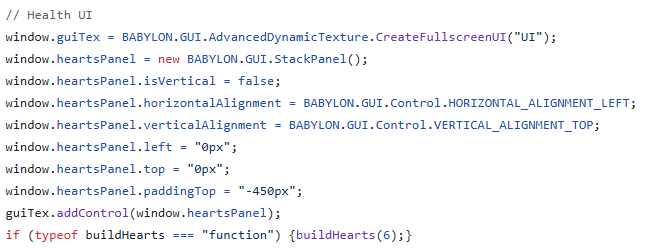 // Health UI
window.guiTex = BABYLON.GUI.AdvancedDynamicTexture.CreateFullscreenUI("UI");
window.heartsPanel = new BABYLON.GUI.StackPanel();
window.heartsPanel.isVertical = false;
window.heartsPanel.horizontalAlignment = BABYLON.GUI.Control.HORIZONTAL_ALIGNMENT_LEFT;
window.heartsPanel.verticalAlignment = BABYLON.GUI.Control.VERTICAL_ALIGNMENT_TOP;
window.heartsPanel.left = "0px";
window.heartsPanel.top = "0px";
window.heartsPanel.paddingTop = "-450px";
guiTex.addControl(window.heartsPanel);
if (typeof buildHearts === "function") {buildHearts(6);}